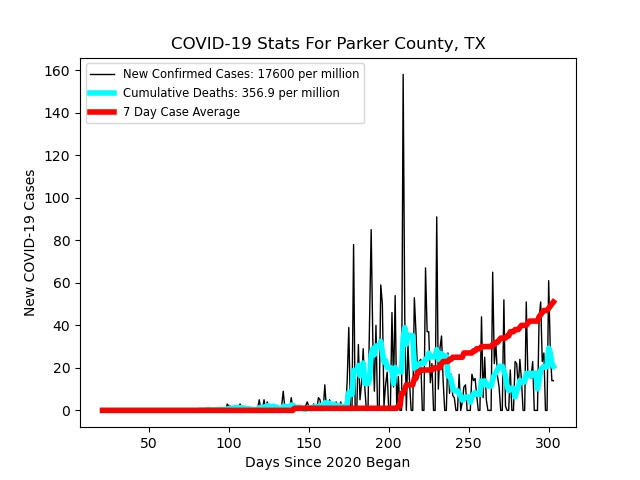 COVID-19 Stats For Parker County, TX
New Confirmed Cases: 17600 per million
Cumulative Deaths: 356.9 per million
7 Day Case Average
160
140
120
100
80
60
40
20
0
New COVID-19 Cases
50 100 150 200 250 300
Days Since 2020 Began